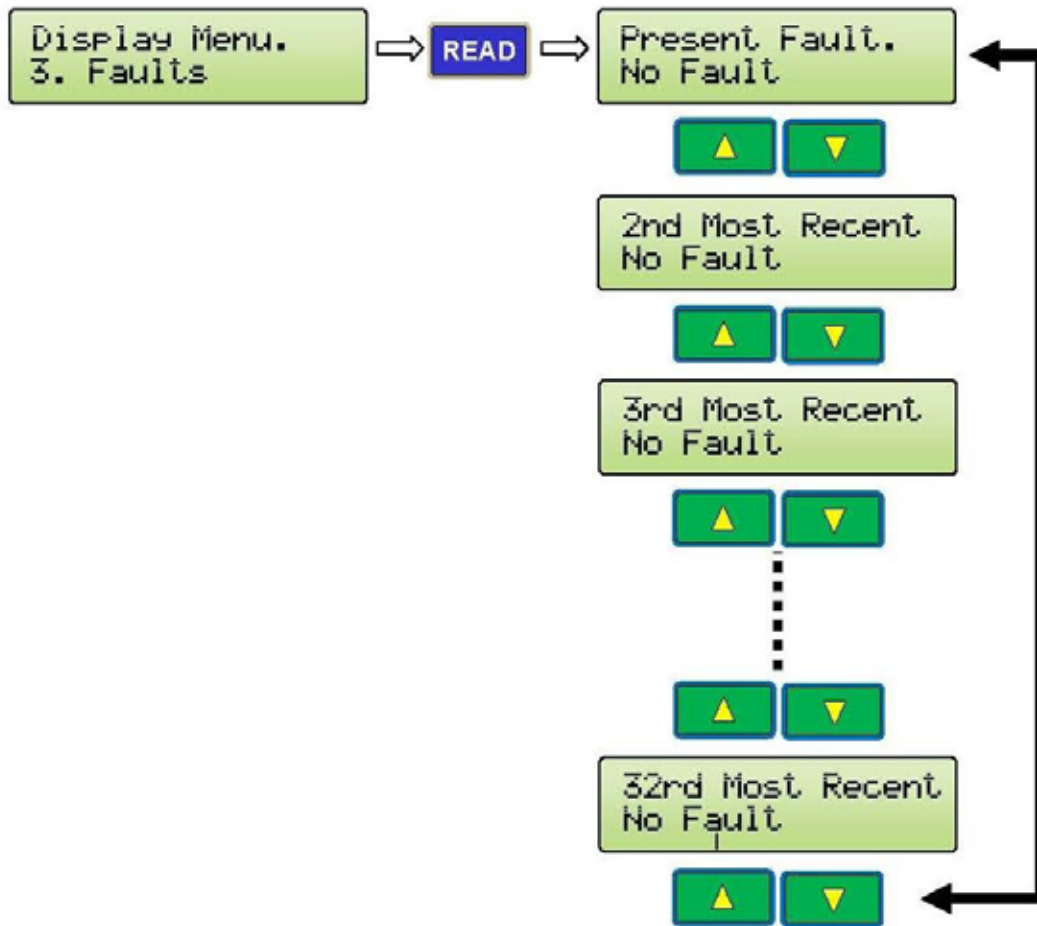 Display Menu.
3. Faults
READ
Present Fault.
No Fault
2nd Most Recent
No Fault
3rd Most Recent
No Fault
32rd Most Recent
No Fault